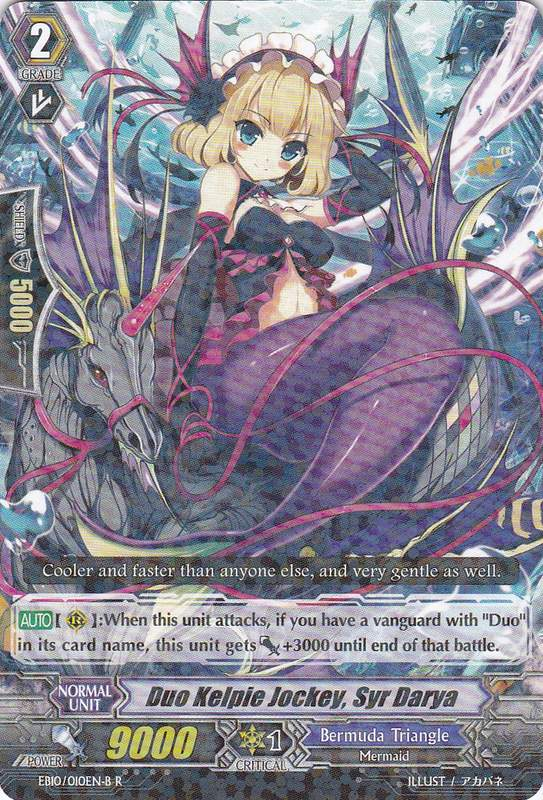 2
GRADE
SHIELD
5000
Cooler and faster than anyone else, and very gentle as well.
AUTO [ R ]:When this unit attacks, if you have a vanguard with "Duo"
in its card name, this unit gets +3000 until end of that battle.
NORMAL
UNIT
Duo Kelpie Jockey, Syr Darya
POWER
9000
1
CRITICAL
Bermuda Triangle
Mermaid
EB10/010EN-B R
ILLUST / アカバネ